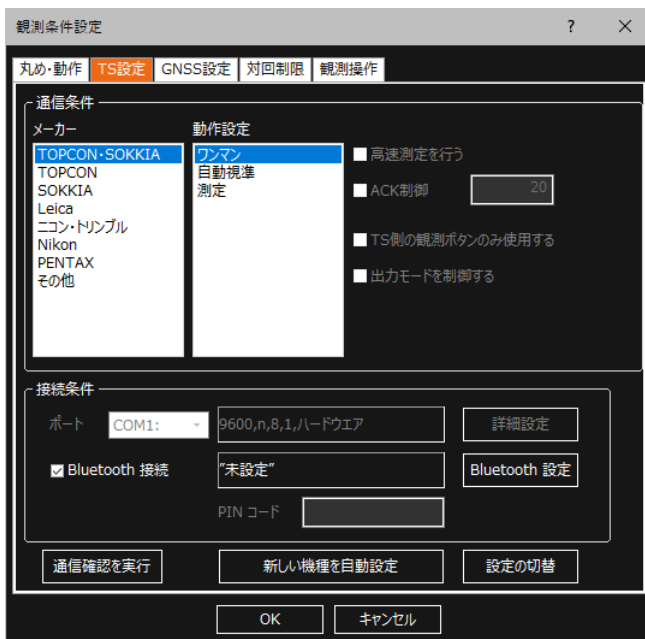 観測条件設定
?
×
丸め・動作 TS設定 GNSS設定 対回制限 観測操作
通信条件
メーカー
TOPCON・SOKKIA
TOPCON
SOKKIA
Leica
ニコン・トリンブル
Nikon
PENTAX
その他
動作設定
ワンマン
自動視準
測定
高速測定を行う
ACK制御 20
TS側の観測ボタンのみ使用する
出力モードを制御する
接続条件
ポート COM1: 9600,n,8,1,ハードウエア 詳細設定
Bluetooth 接続 "未設定" Bluetooth 設定
PIN コード
通信確認を実行 新しい機種を自動設定 設定の切替
OK キャンセル